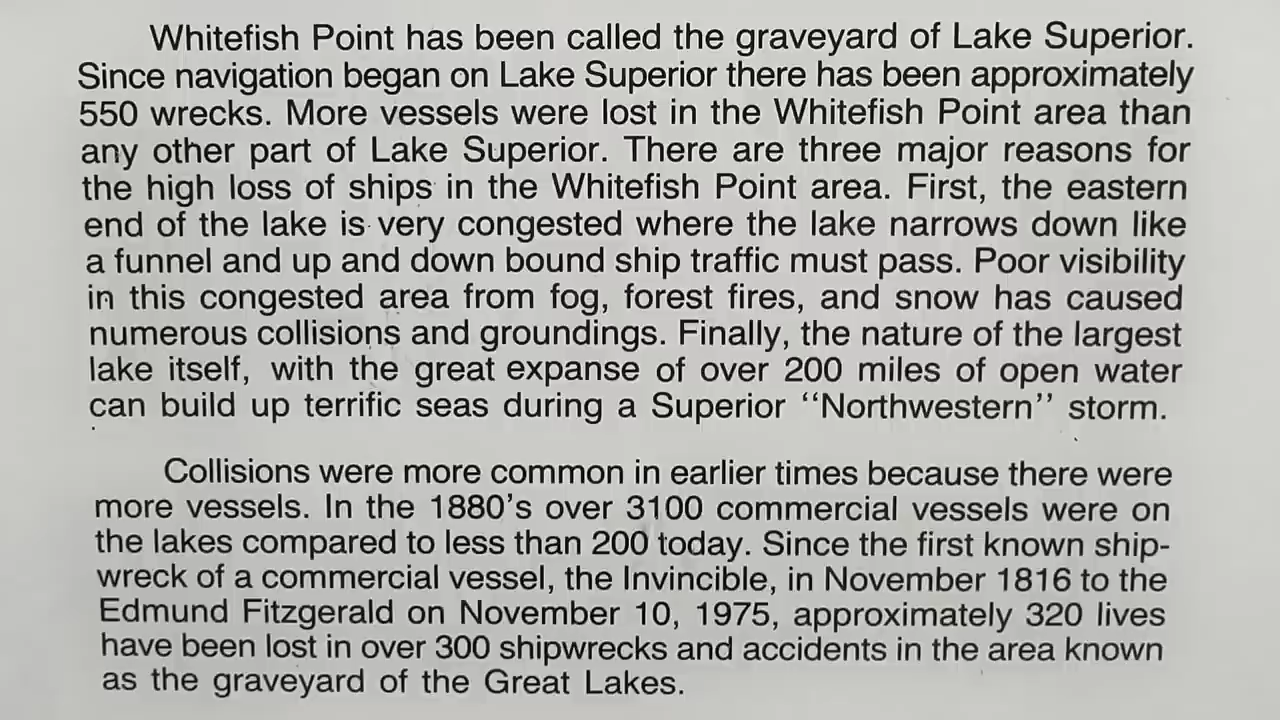 Whitefish Point has been called the graveyard of Lake Superior.
Since navigation began on Lake Superior there has been approximately
550 wrecks. More vessels were lost in the Whitefish Point area than
any other part of Lake Superior. There are three major reasons for
the high loss of ships in the Whitefish Point area. First, the eastern
end of the lake is very congested where the lake narrows down like
a funnel and up and down bound ship traffic must pass. Poor visibility
in this congested area from fog, forest fires, and snow has caused
numerous collisions and groundings. Finally, the nature of the largest
lake itself, with the great expanse of over 200 miles of open water
can build up terrific seas during a Superior ‘‘Northwestern’’ storm.
Collisions were more common in earlier times because there were
more vessels. In the 1880’s over 3100 commercial vessels were on
the lakes compared to less than 200 today. Since the first known ship-
wreck of a commercial vessel, the Invincible, in November 1816 to the
Edmund Fitzgerald on November 10, 1975, approximately 320 lives
have been lost in over 300 shipwrecks and accidents in the area known
as the graveyard of the Great Lakes.